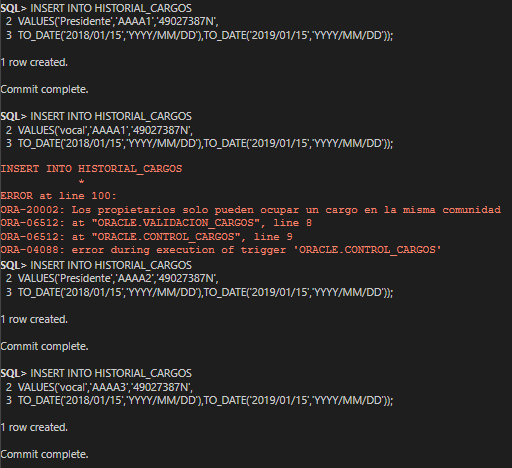 SQL> INSERT INTO HISTORIAL_CARGOS
2 VALUES('Presidente','AAAA1','49027387N',
3 TO_DATE('2018/01/15','YYYY/MM/DD'),TO_DATE('2019/01/15','YYYY/MM/DD'));
1 row created.
Commit complete.
SQL> INSERT INTO HISTORIAL_CARGOS
2 VALUES('vocal','AAAA1','49027387N',
3 TO_DATE('2018/01/15','YYYY/MM/DD'),TO_DATE('2019/01/15','YYYY/MM/DD'));
INSERT INTO HISTORIAL_CARGOS
*
ERROR at line 100:
ORA-20002: Los propietarios solo pueden ocupar un cargo en la misma comunidad
ORA-06512: at "ORACLE.VALIDACION_CARGOS", line 8
ORA-06512: at "ORACLE.CONTROL_CARGOS", line 9
ORA-04088: error during execution of trigger 'ORACLE.CONTROL_CARGOS'
SQL> INSERT INTO HISTORIAL_CARGOS
2 VALUES('Presidente','AAAA2','49027387N',
3 TO_DATE('2018/01/15','YYYY/MM/DD'),TO_DATE('2019/01/15','YYYY/MM/DD'));
1 row created.
Commit complete.
SQL> INSERT INTO HISTORIAL_CARGOS
2 VALUES('vocal','AAAA3','49027387N',
3 TO_DATE('2018/01/15','YYYY/MM/DD'),TO_DATE('2019/01/15','YYYY/MM/DD'));
1 row created.
Commit complete.